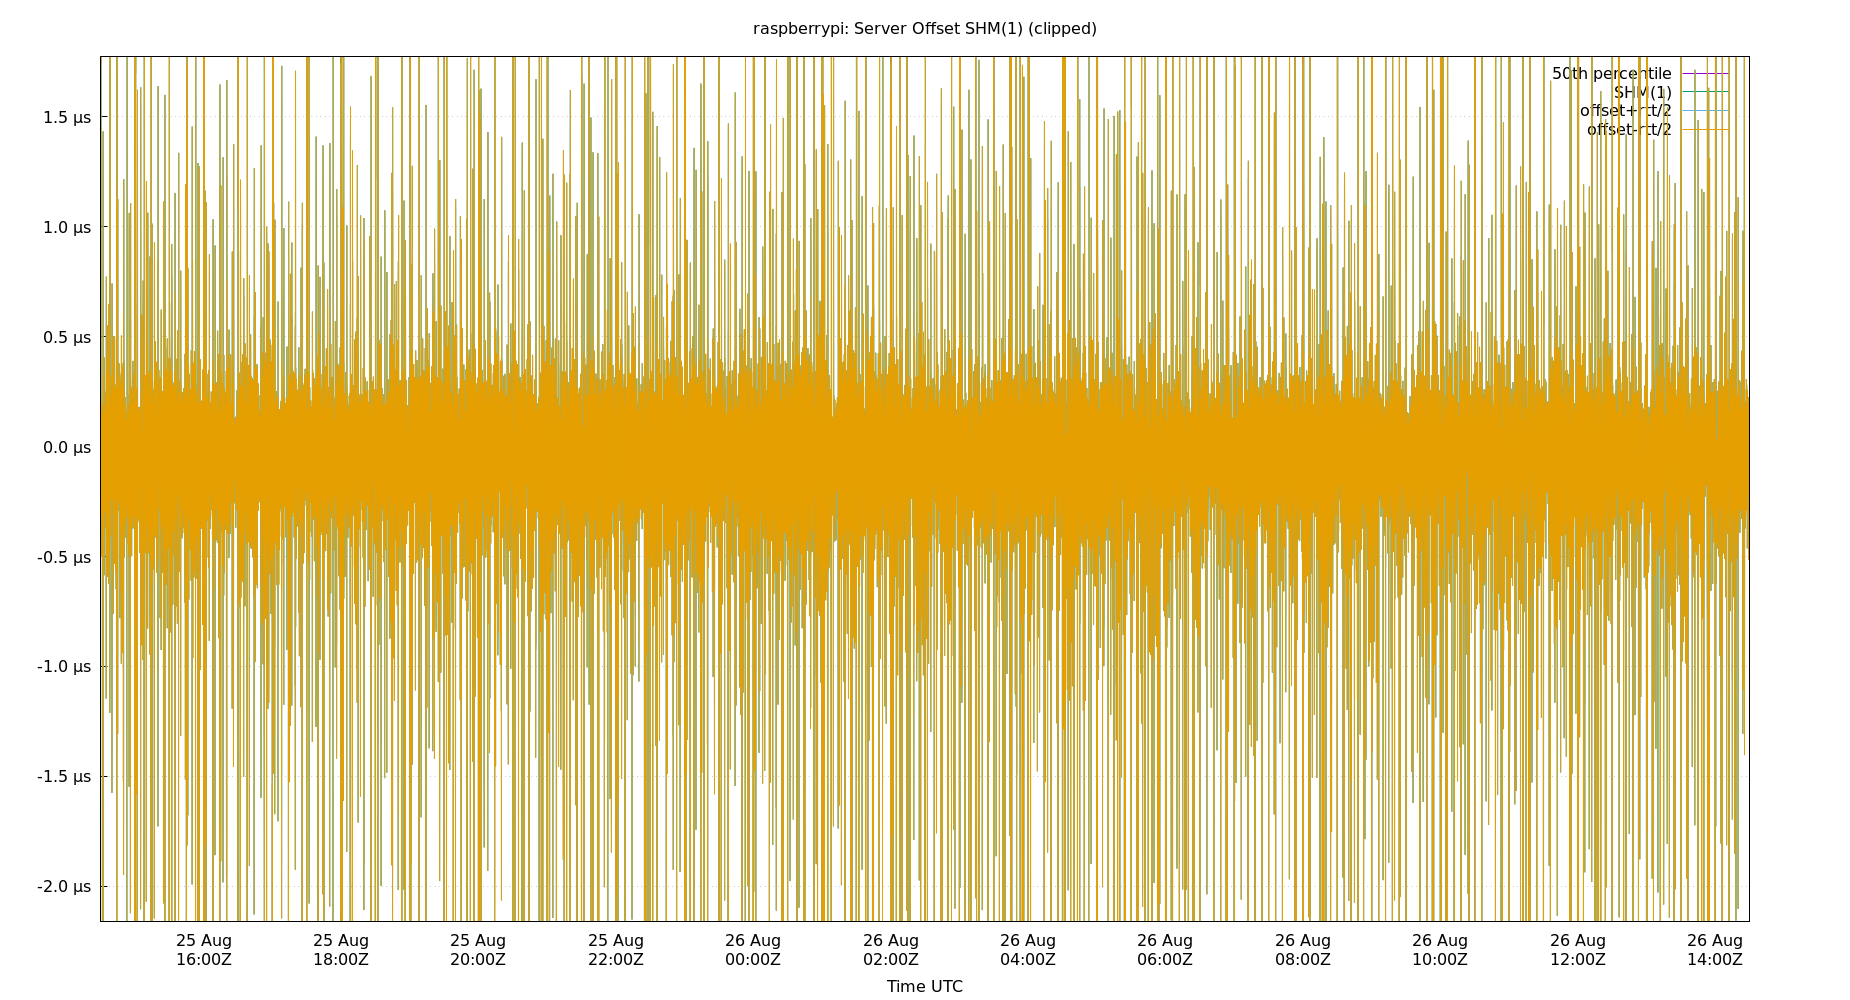 raspberrypi: Server Offset SHM(1) (clipped)
50th percentile
SHM(1)
offset+rtt/2
offset-rtt/2
1.5 µs
1.0 µs
0.5 µs
0.0 µs
-0.5 µs
-1.0 µs
-1.5 µs
-2.0 µs
25 Aug 25 Aug 25 Aug 25 Aug 26 Aug 26 Aug 26 Aug 26 Aug 26 Aug 26 Aug 26 Aug 26 Aug
16:00Z 18:00Z 20:00Z 22:00Z 00:00Z 02:00Z 04:00Z 06:00Z 08:00Z 10:00Z 12:00Z 14:00Z
Time UTC